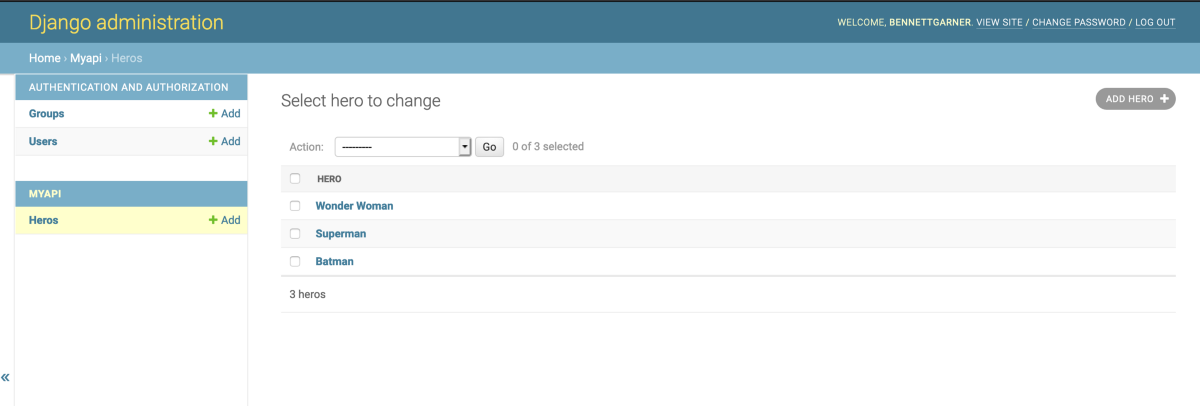 Django administration
WELCOME, BENNETTGARNER. VIEW SITE / CHANGE PASSWORD / LOG OUT
Home › Myapi › Heros
AUTHENTICATION AND AUTHORIZATION
Groups + Add
Users + Add
MYAPI
Heros + Add
«
Select hero to change
ADD HERO +
Action: --------- Go 0 of 3 selected
HERO
Wonder Woman
Superman
Batman
3 heros